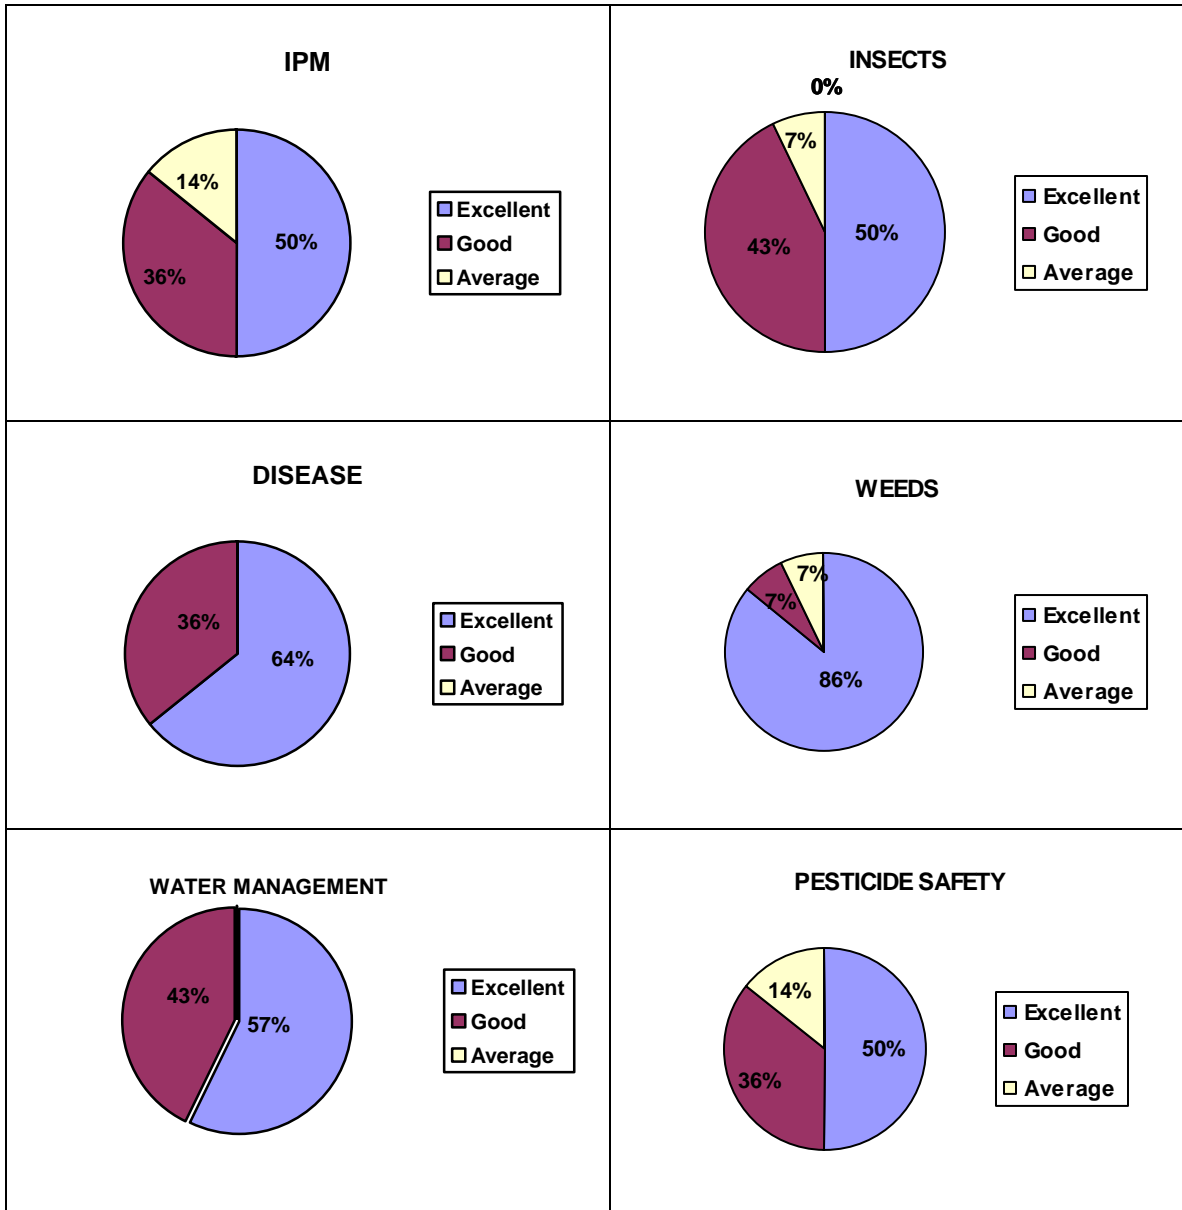 IPM
14%
50%
36%
Excellent
Good
Average
INSECTS
0%
7%
43%
50%
Excellent
Good
Average
DISEASE
36%
64%
Excellent
Good
Average
WEEDS
7%
7%
86%
Excellent
Good
Average
WATER MANAGEMENT
43%
57%
Excellent
Good
Average
PESTICIDE SAFETY
14%
50%
36%
Excellent
Good
Average